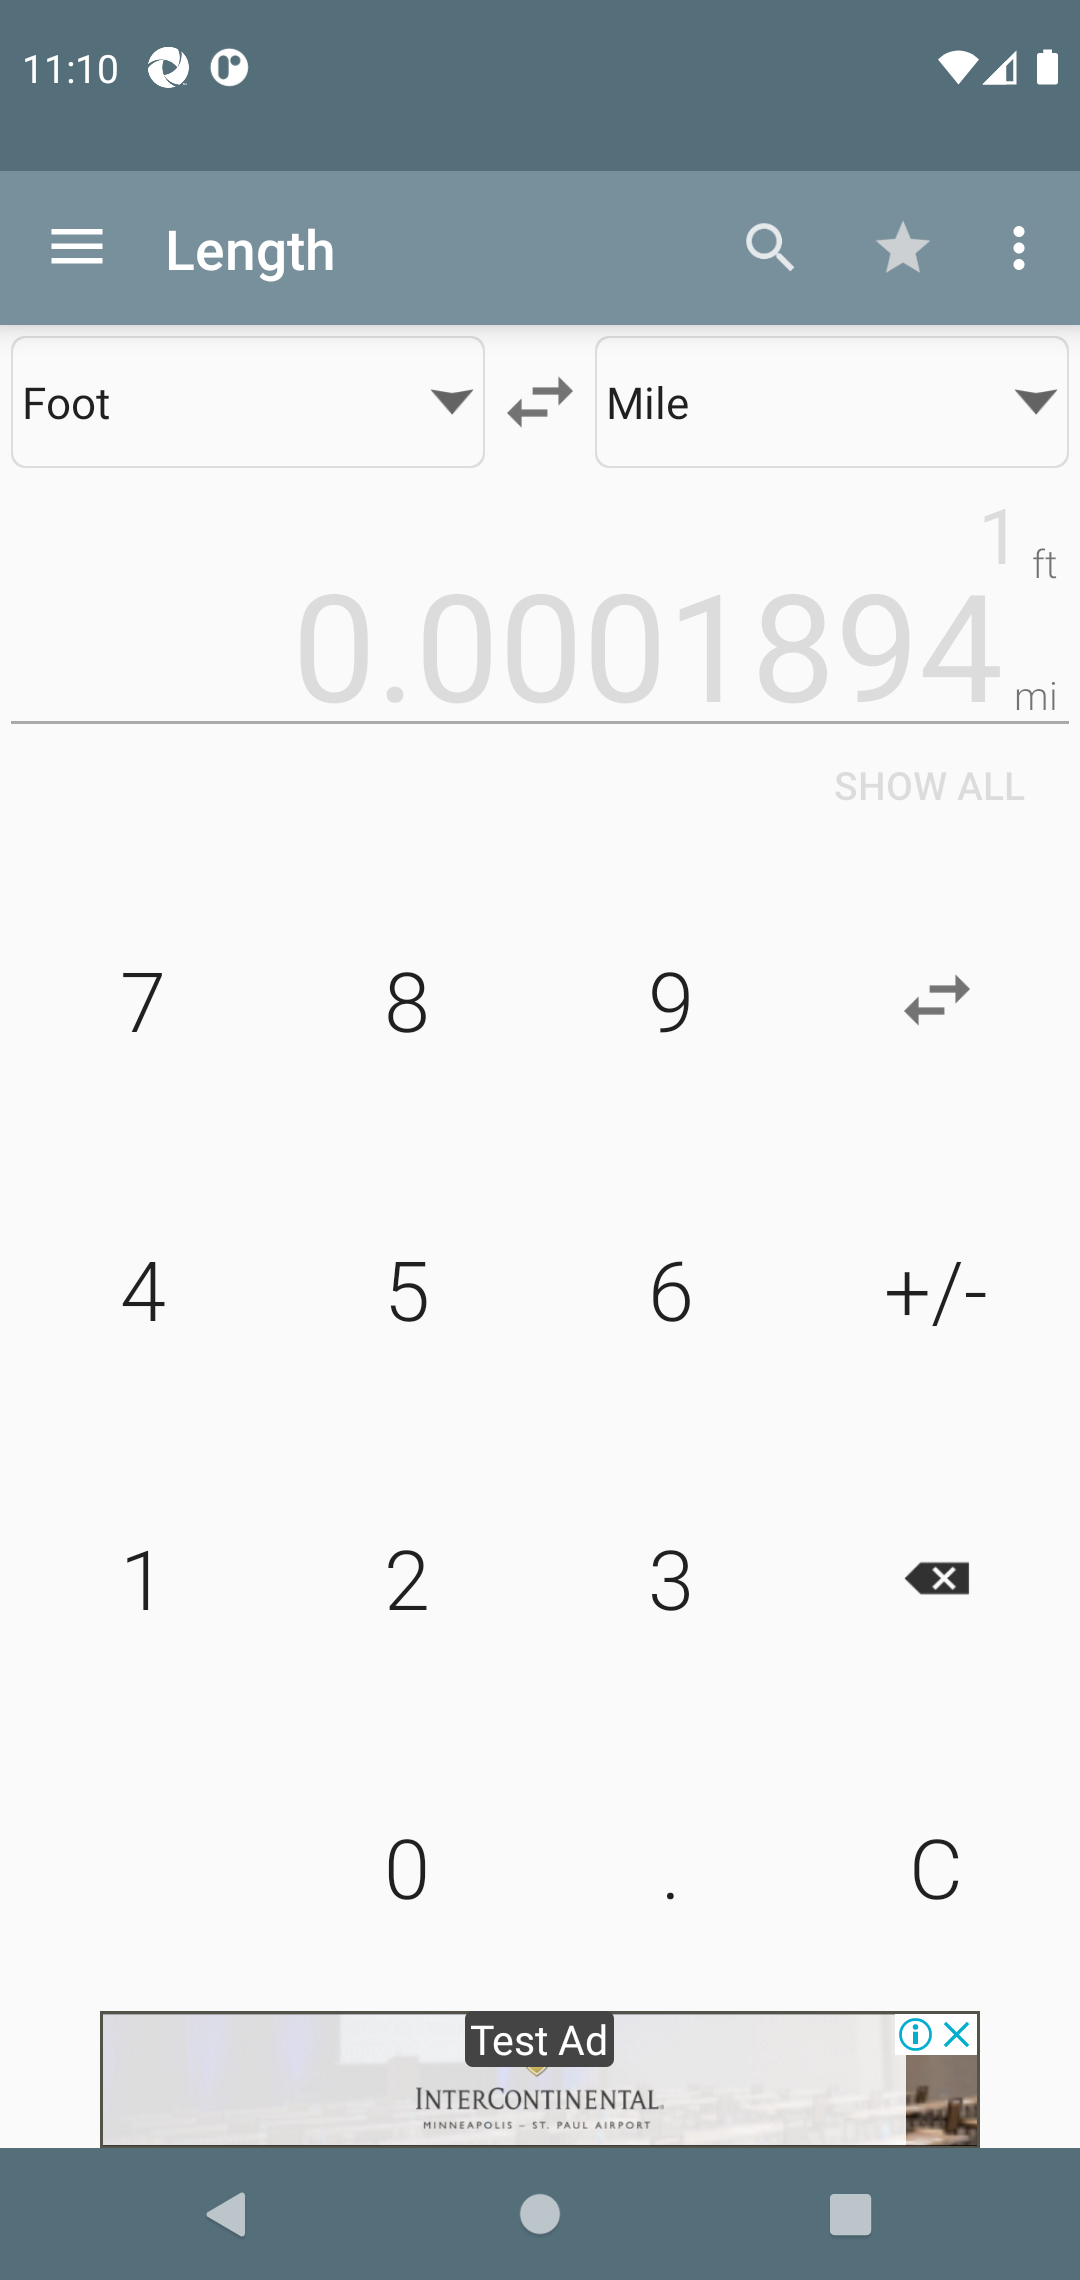 11:10
Length
Foot
Mile
1 ft
0.0001894 mi
SHOW ALL
7 8 9
4 5 6 +/-
1 2 3
0 . C
Test Ad
INTERCONTINENTAL.
MINNEAPOLIS – ST. PAUL AIRPORT